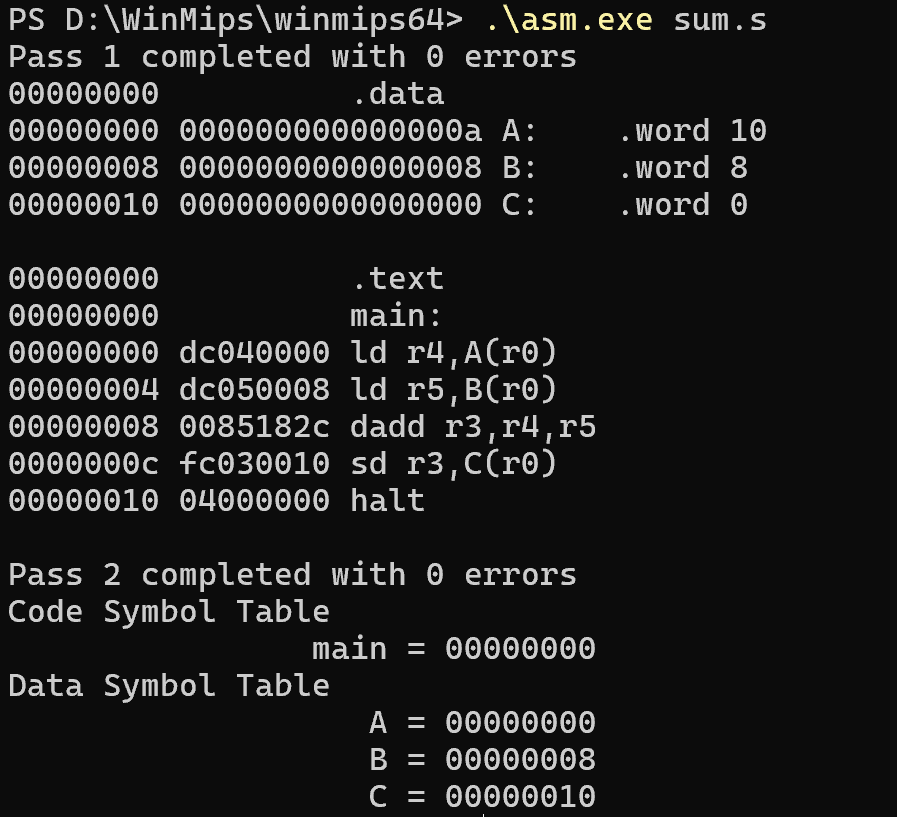 PS D:\WinMips\winmips64> .\asm.exe sum.s
Pass 1 completed with 0 errors
00000000 .data
00000000 000000000000000a A: .word 10
00000008 0000000000000008 B: .word 8
00000010 0000000000000000 C: .word 0
00000000 .text
00000000 main:
00000000 dc040000 ld r4,A(r0)
00000004 dc050008 ld r5,B(r0)
00000008 0085182c dadd r3,r4,r5
0000000c fc030010 sd r3,C(r0)
00000010 04000000 halt
Pass 2 completed with 0 errors
Code Symbol Table
main = 00000000
Data Symbol Table
A = 00000000
B = 00000008
C = 00000010